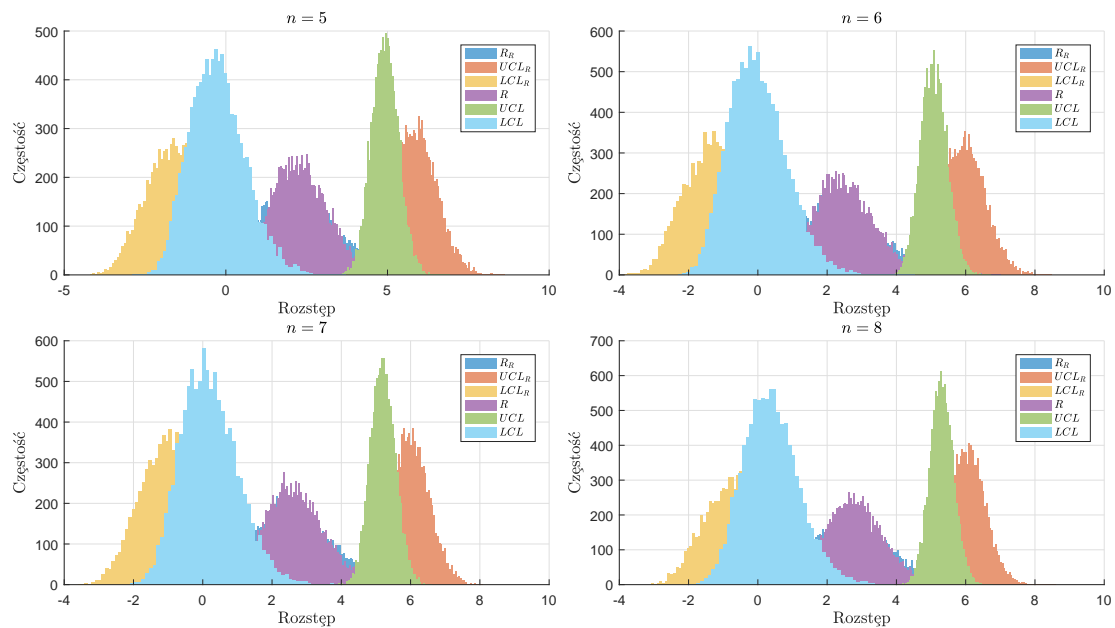 n = 5
500
400
300
200
100
0
Częstość
-5
0
5
10
Rozstęp
R_R
UCL_R
LCL_R
R
UCL
LCL
n = 6
600
500
400
300
200
100
0
Częstość
-4
-2
0
2
4
6
8
10
Rozstęp
R_R
UCL_R
LCL_R
R
UCL
LCL
n = 7
600
500
400
300
200
100
0
Częstość
-4
-2
0
2
4
6
8
10
Rozstęp
R_R
UCL_R
LCL_R
R
UCL
LCL
n = 8
700
600
500
400
300
200
100
0
Częstość
-4
-2
0
2
4
6
8
10
Rozstęp
R_R
UCL_R
LCL_R
R
UCL
LCL